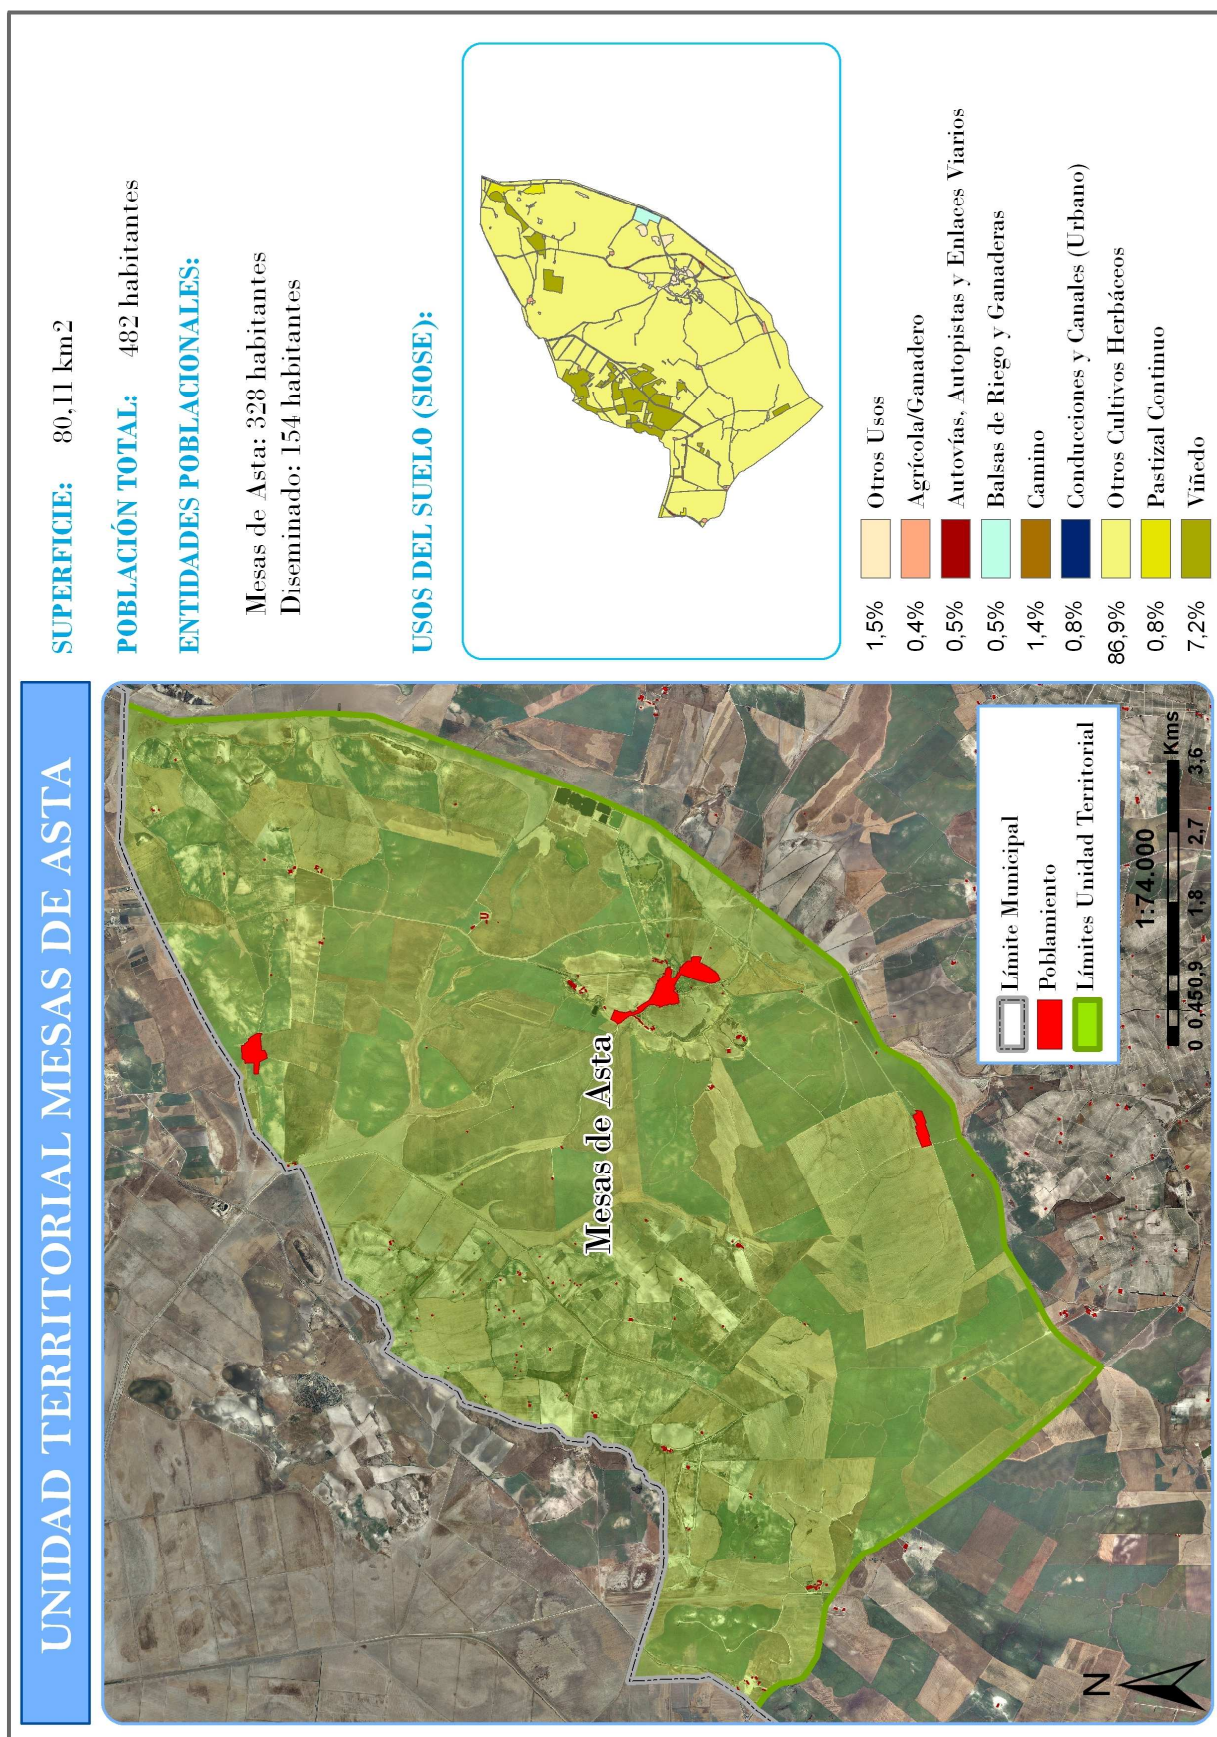 UNIDAD TERRITORIAL MESAS DE ASTA
SUPERFICIE: 80,11 km2
POBLACIÓN TOTAL: 482 habitantes
ENTIDADES POBLACIONALES:
Mesas de Asta: 328 habitantes
Diseminado: 154 habitantes
USOS DEL SUELO (SIOSE):
1,5% Otros Usos
0,4% Agrícola/Ganadero
0,5% Autovías, Autopistas y Enlaces Viarios
0,5% Balsas de Riego y Ganaderas
1,4% Camino
0,8% Conducciones y Canales (Urbano)
86,9% Otros Cultivos Herbáceos
0,8% Pastizal Continuo
7,2% Viñedo
Mesas de Asta
Límite Municipal
Poblamiento
Límites Unidad Territorial
1:74.000
Kms
0 0,450,9 1,8 2,7 3,6
N